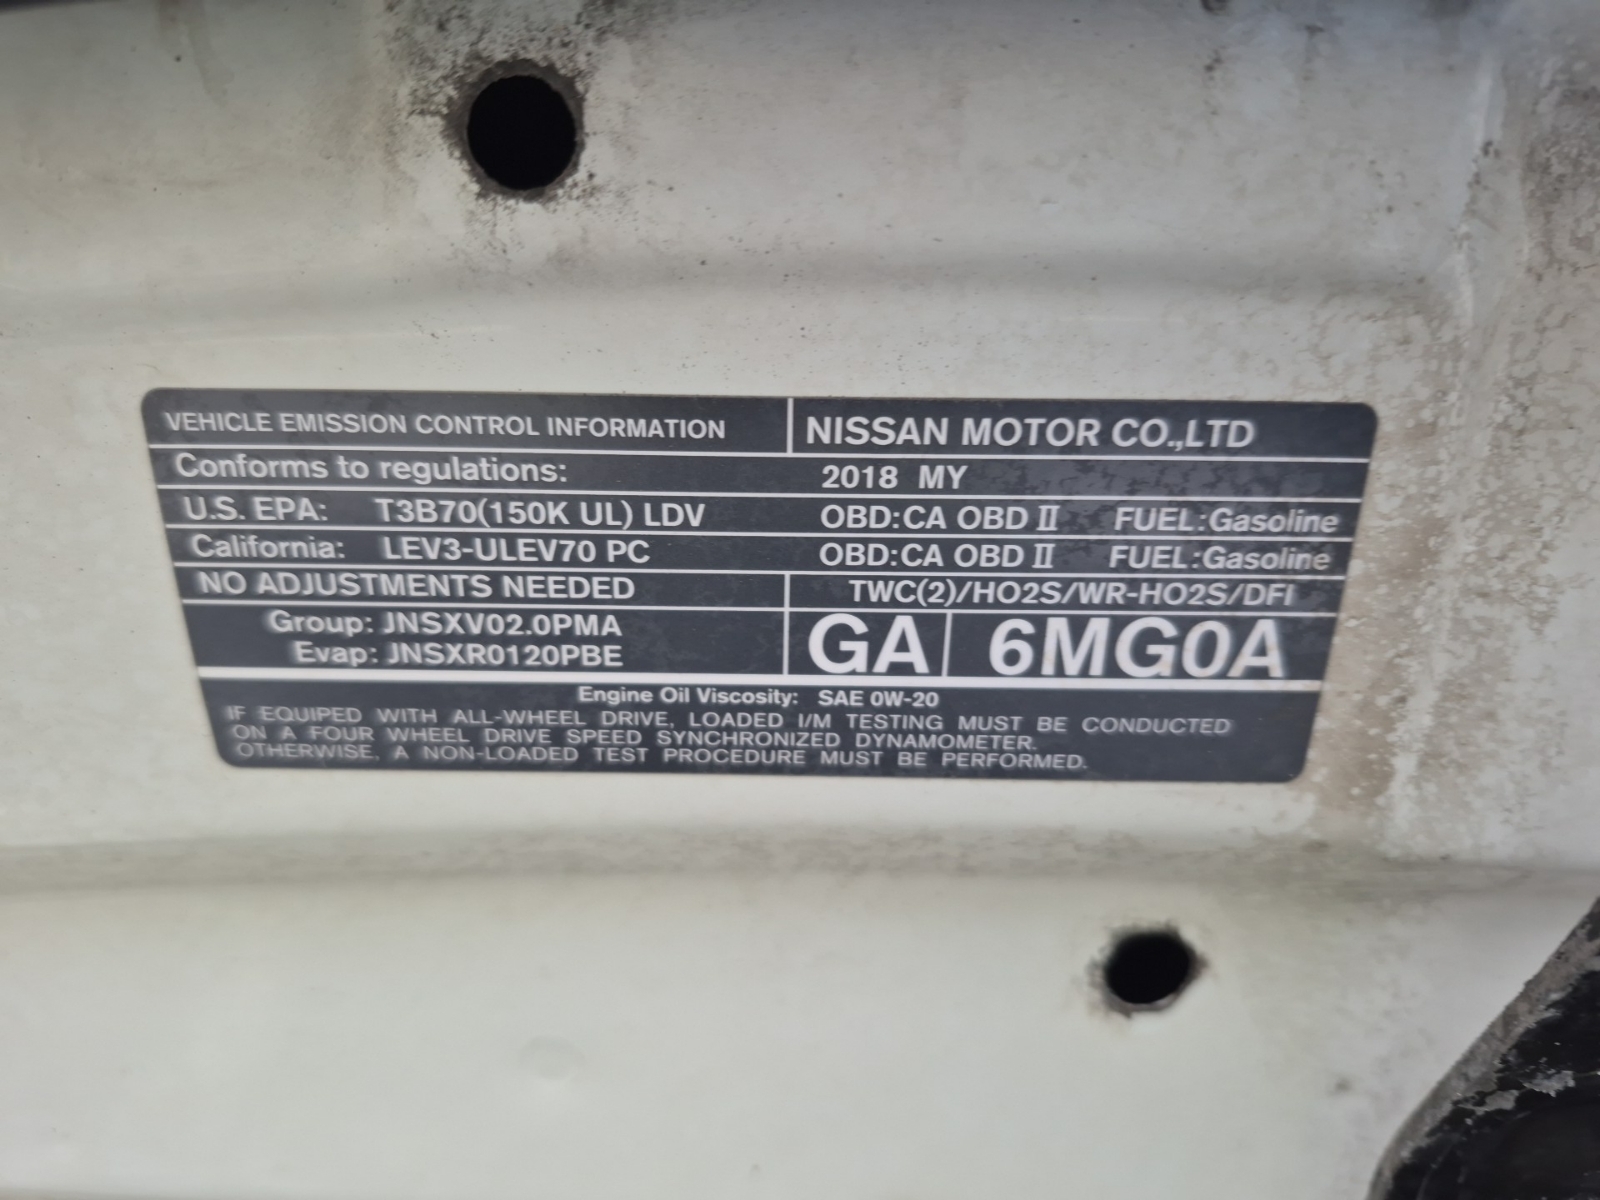 VEHICLE EMISSION CONTROL INFORMATION NISSAN MOTOR CO.,LTD
Conforms to regulations: 2018 MY
U.S. EPA: T3B70(150K UL) LDV OBD:CA OBD II FUEL:Gasoline
California: LEV3-ULEV70 PC OBD:CA OBD II FUEL:Gasoline
NO ADJUSTMENTS NEEDED TWC(2)/HO2S/WR-HO2S/DFI
Group: JNSXV02.0PMA
Evap: JNSXR0120PBE
GA 6MG0A
Engine Oil Viscosity: SAE 0W-20
IF EQUIPED WITH ALL-WHEEL DRIVE, LOADED I/M TESTING MUST BE CONDUCTED
ON A FOUR WHEEL DRIVE SPEED SYNCHRONIZED DYNAMOMETER.
OTHERWISE, A NON-LOADED TEST PROCEDURE MUST BE PERFORMED.